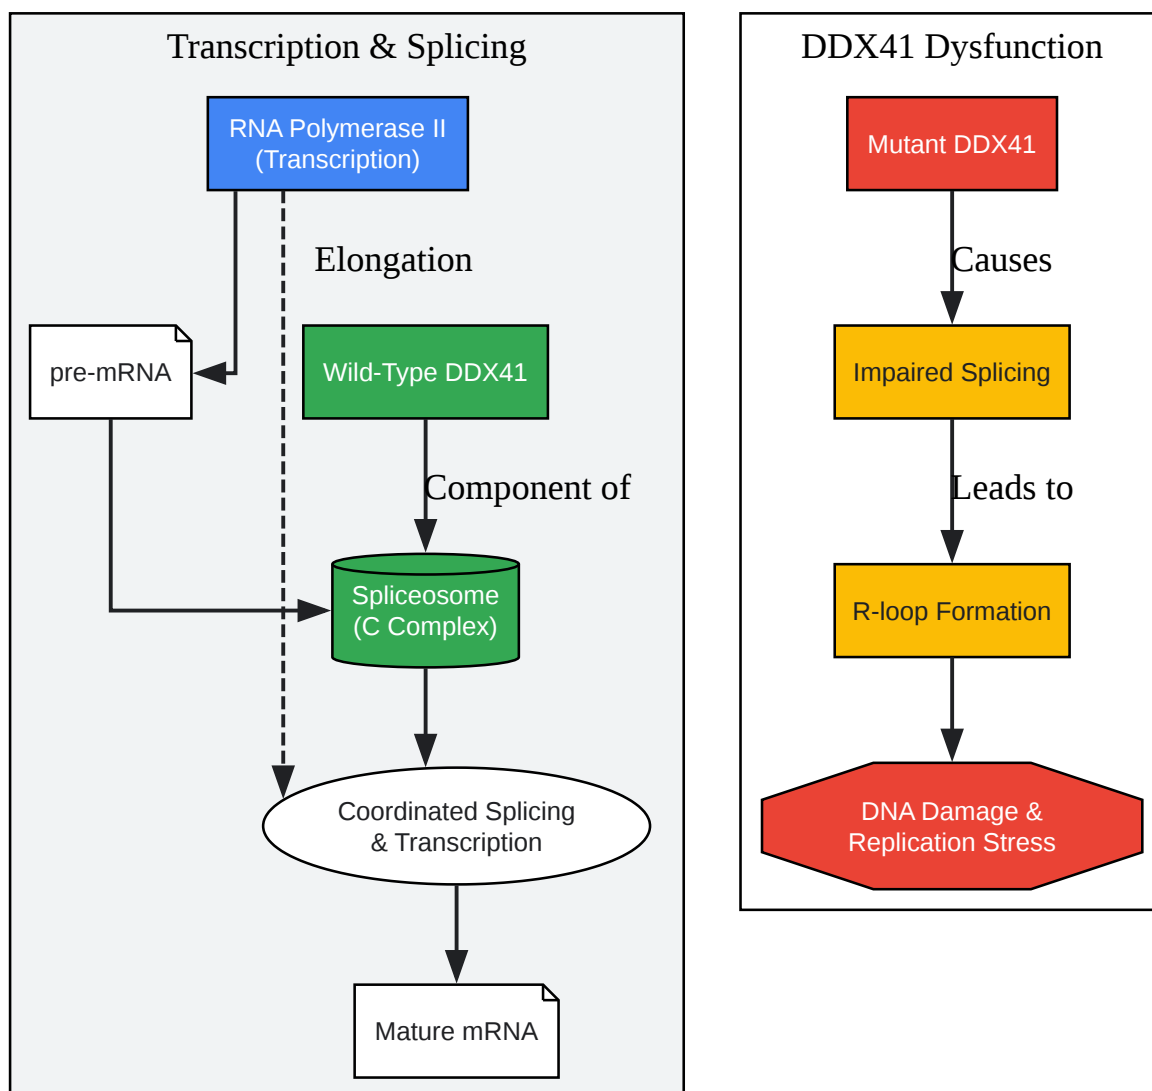 Transcription & Splicing
RNA Polymerase II
(Transcription)
Elongation
pre-mRNA
Wild-Type DDX41
Component of
Spliceosome
(C Complex)
Coordinated Splicing
& Transcription
Mature mRNA
DDX41 Dysfunction
Mutant DDX41
Causes
Impaired Splicing
Leads to
R-loop Formation
DNA Damage &
Replication Stress